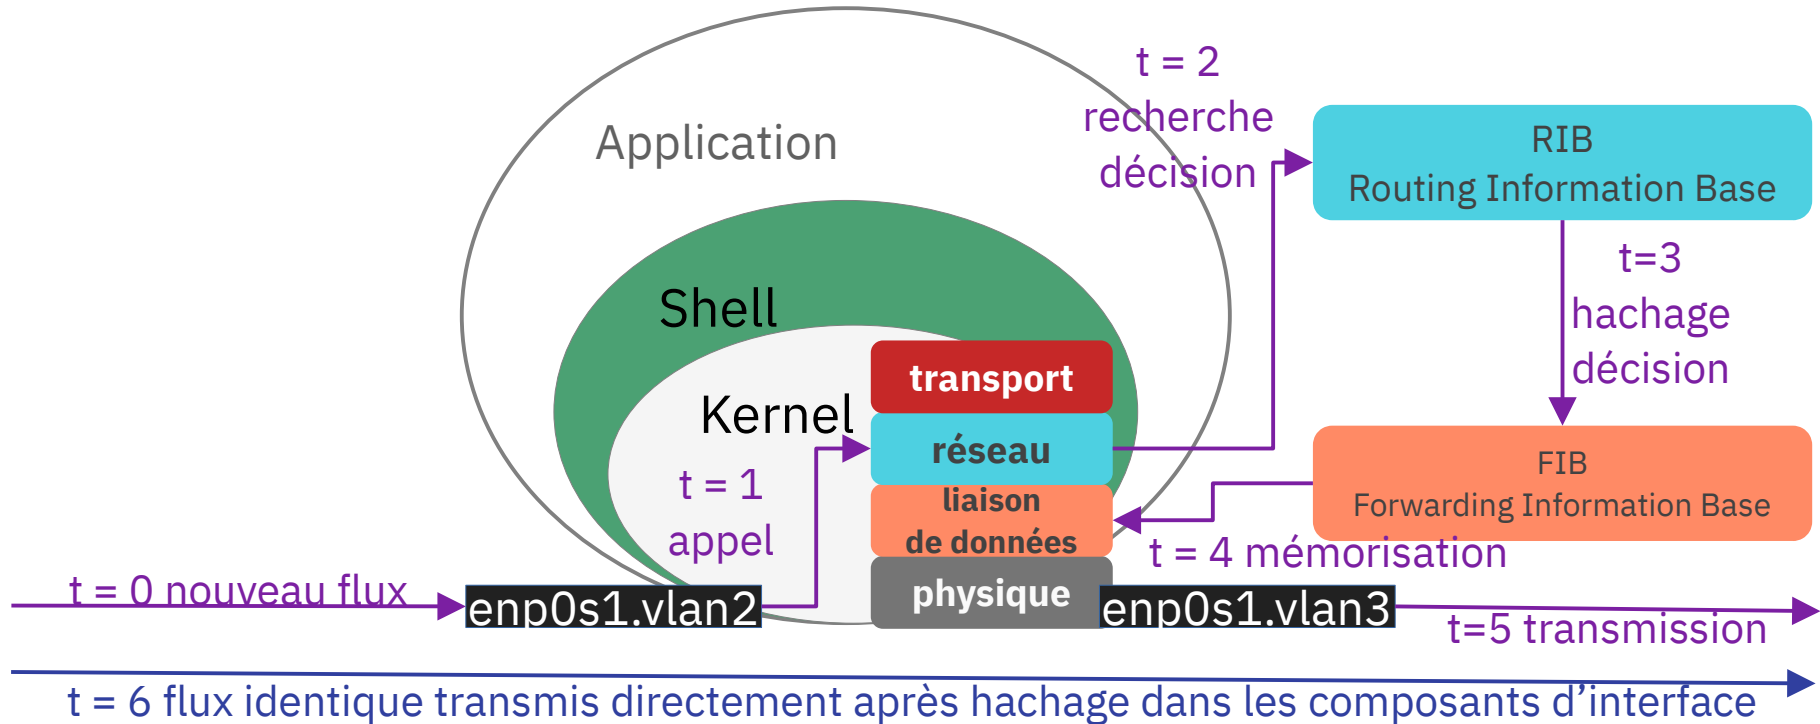 t = 2
recherche
décision
Application
RIB
Routing Information Base
t=3
hachage
décision
Shell
Kernel
transport
réseau
liaison
de données
physique
t = 1
appel
FIB
Forwarding Information Base
t = 4 mémorisation
t = 0 nouveau flux
enp0s1.vlan2
enp0s1.vlan3
t=5 transmission
t = 6 flux identique transmis directement après hachage dans les composants d’interface